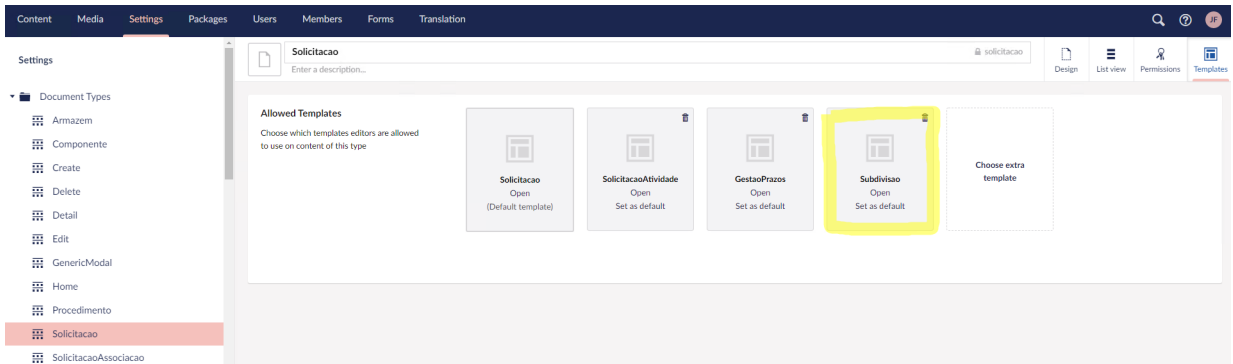 Content Media Settings Packages Users Members Forms Translation
JF
Settings
Document Types
Armazem
Componente
Create
Delete
Detail
Edit
GenericModal
Home
Procedimento
Solicitacao
SolicitacaoAssociacao
Solicitacao
solicitacao
Enter a description...
Design
List view
Permissions
Templates
Allowed Templates
Choose which templates editors are allowed
to use on content of this type
Solicitacao
Open
(Default template)
SolicitacaoAtividade
Open
Set as default
GestaoPrazos
Open
Set as default
Subdivisao
Open
Set as default
Choose extra
template